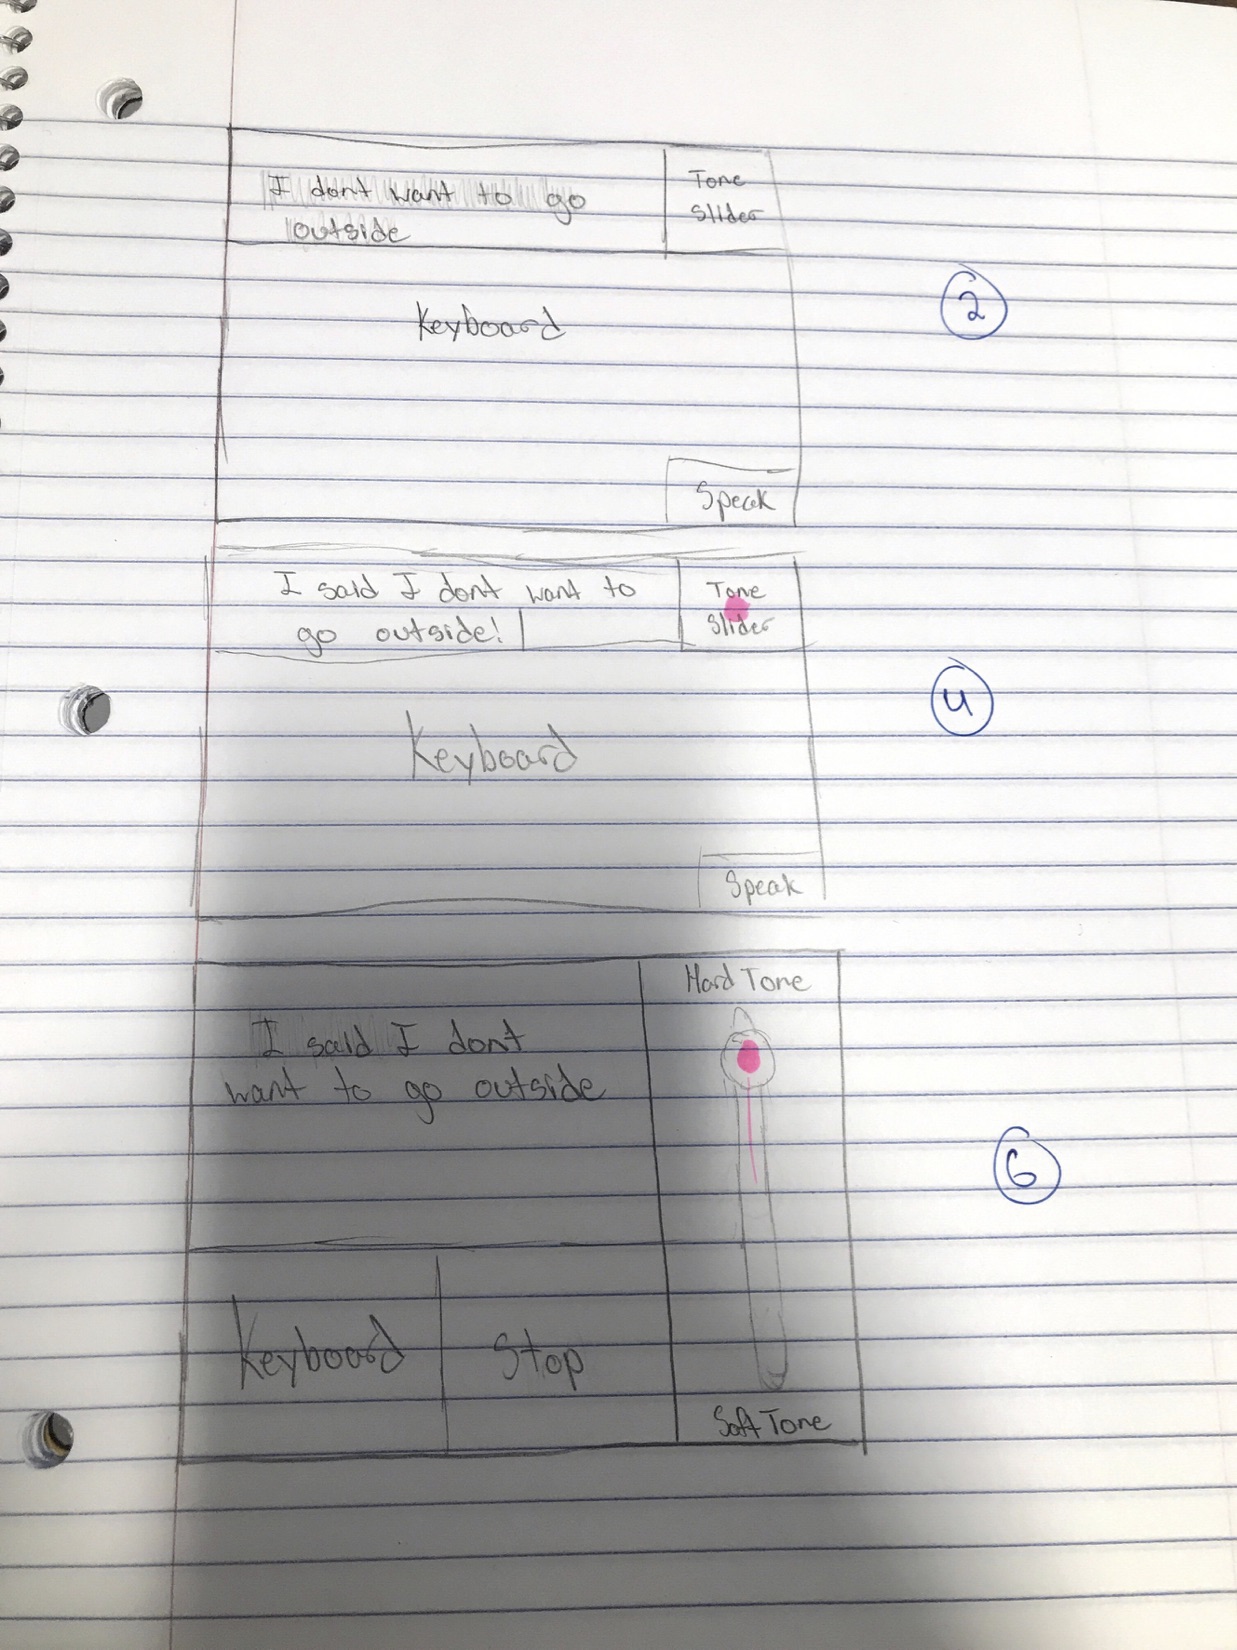 I dont want to go
outside
Tone
Slider
Keyboard
2
Speak
I said I dont want to
go outside!
Tone
Slider
Keyboard
4
Speak
Hard Tone
I said I dont
want to go outside
6
Keyboard
Stop
Soft Tone